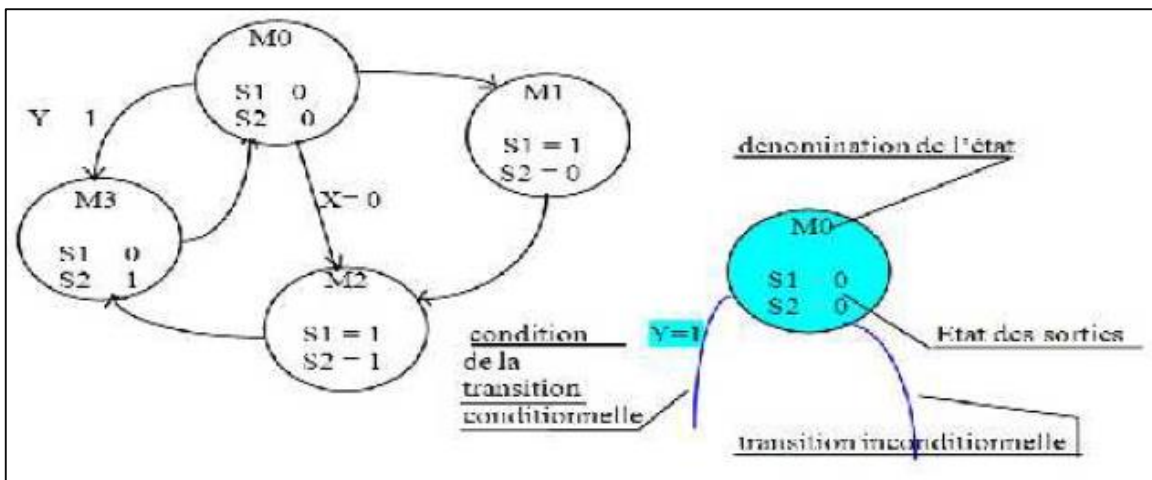 M0
S1 0
S2 0
Y 1
M1
S1 = 1
S2 = 0
M3
S1 0
S2 1
X= 0
M2
S1 = 1
S2 = 1
dénomination de l'état
M0
S1 0
S2 0
condition
de la
transition
conditionnelle
Y=1
Etat des sorties
transition inconditionnelle